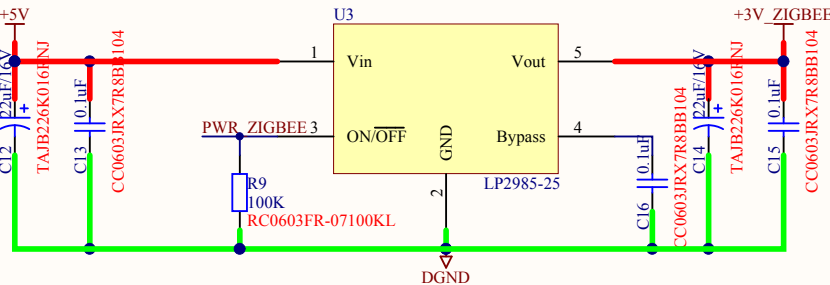 +5V
U3
+3V_ZIGBEE
1
Vin
Vout
5
22uF/16V
TAJB226K016RNJ
C12
0.1uF
CC0603JRX7R8BB104
C13
PWR_ZIGBEE
3
ON/OFF
GND
Bypass
4
2
LP2985-25
R9
100K
RC0603FR-07100KL
0.1uF
CC0603JRX7R8BB104
C16
22uF/16V
TAJB226K016RNJ
C14
0.1uF
CC0603JRX7R8BB104
C15
DGND